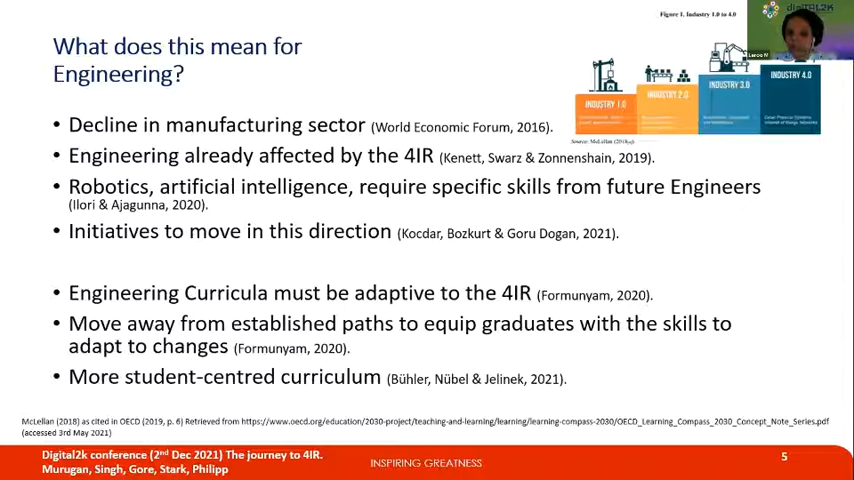 Figure 1. Industry 1.0 to 4.0
digiTAL2K
What does this mean for
Engineering?
INDUSTRY 1.0
INDUSTRY 2.0
INDUSTRY 3.0
INDUSTRY 4.0
• Decline in manufacturing sector (World Economic Forum, 2016).
• Engineering already affected by the 4IR (Kenett, Swarz & Zonnenshain, 2019).
• Robotics, artificial intelligence, require specific skills from future Engineers
(Ilori & Ajagunna, 2020).
• Initiatives to move in this direction (Kocdar, Bozkurt & Goru Dogan, 2021).
• Engineering Curricula must be adaptive to the 4IR (Formunyam, 2020).
• Move away from established paths to equip graduates with the skills to
adapt to changes (Formunyam, 2020).
• More student-centred curriculum (Bühler, Nübel & Jelinek, 2021).
McLellan (2018) as cited in OECD (2019, p. 6) Retrieved from https://www.oecd.org/education/2030-project/teaching-and-learning/learning/learning-compass-2030/OECD_Learning_Compass_2030_Concept_Note_Series.pdf
(accessed 3rd May 2021)
Digital2k conference (2nd Dec 2021) The journey to 4IR.
Murugan, Singh, Gore, Stark, Philipp
INSPIRING GREATNESS
5